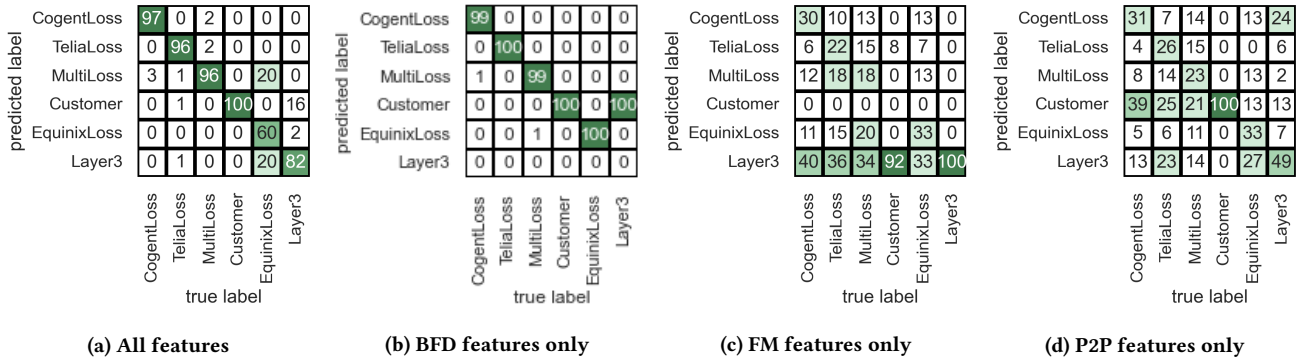 predicted label
CogentLoss 97 0 2 0 0 0
TeliaLoss 0 96 2 0 0 0
MultiLoss 3 1 96 0 20 0
Customer 0 1 0 100 0 16
EquinixLoss 0 0 0 0 60 2
Layer3 0 1 0 0 20 82
CogentLoss TeliaLoss MultiLoss Customer EquinixLoss Layer3
true label
(a) All features
predicted label
CogentLoss 99 0 0 0 0 0
TeliaLoss 0 100 0 0 0 0
MultiLoss 1 0 99 0 0 0
Customer 0 0 0 100 0 100
EquinixLoss 0 0 1 0 100 0
Layer3 0 0 0 0 0 0
CogentLoss TeliaLoss MultiLoss Customer EquinixLoss Layer3
true label
(b) BFD features only
predicted label
CogentLoss 30 10 13 0 13 0
TeliaLoss 6 22 15 8 7 0
MultiLoss 12 18 18 0 13 0
Customer 0 0 0 0 0 0
EquinixLoss 11 15 20 0 33 0
Layer3 40 36 34 92 33 100
CogentLoss TeliaLoss MultiLoss Customer EquinixLoss Layer3
true label
(c) FM features only
predicted label
CogentLoss 31 7 14 0 13 24
TeliaLoss 4 26 15 0 0 6
MultiLoss 8 14 23 0 13 2
Customer 39 25 21 100 13 13
EquinixLoss 5 6 11 0 33 7
Layer3 13 23 14 0 27 49
CogentLoss TeliaLoss MultiLoss Customer EquinixLoss Layer3
true label
(d) P2P features only